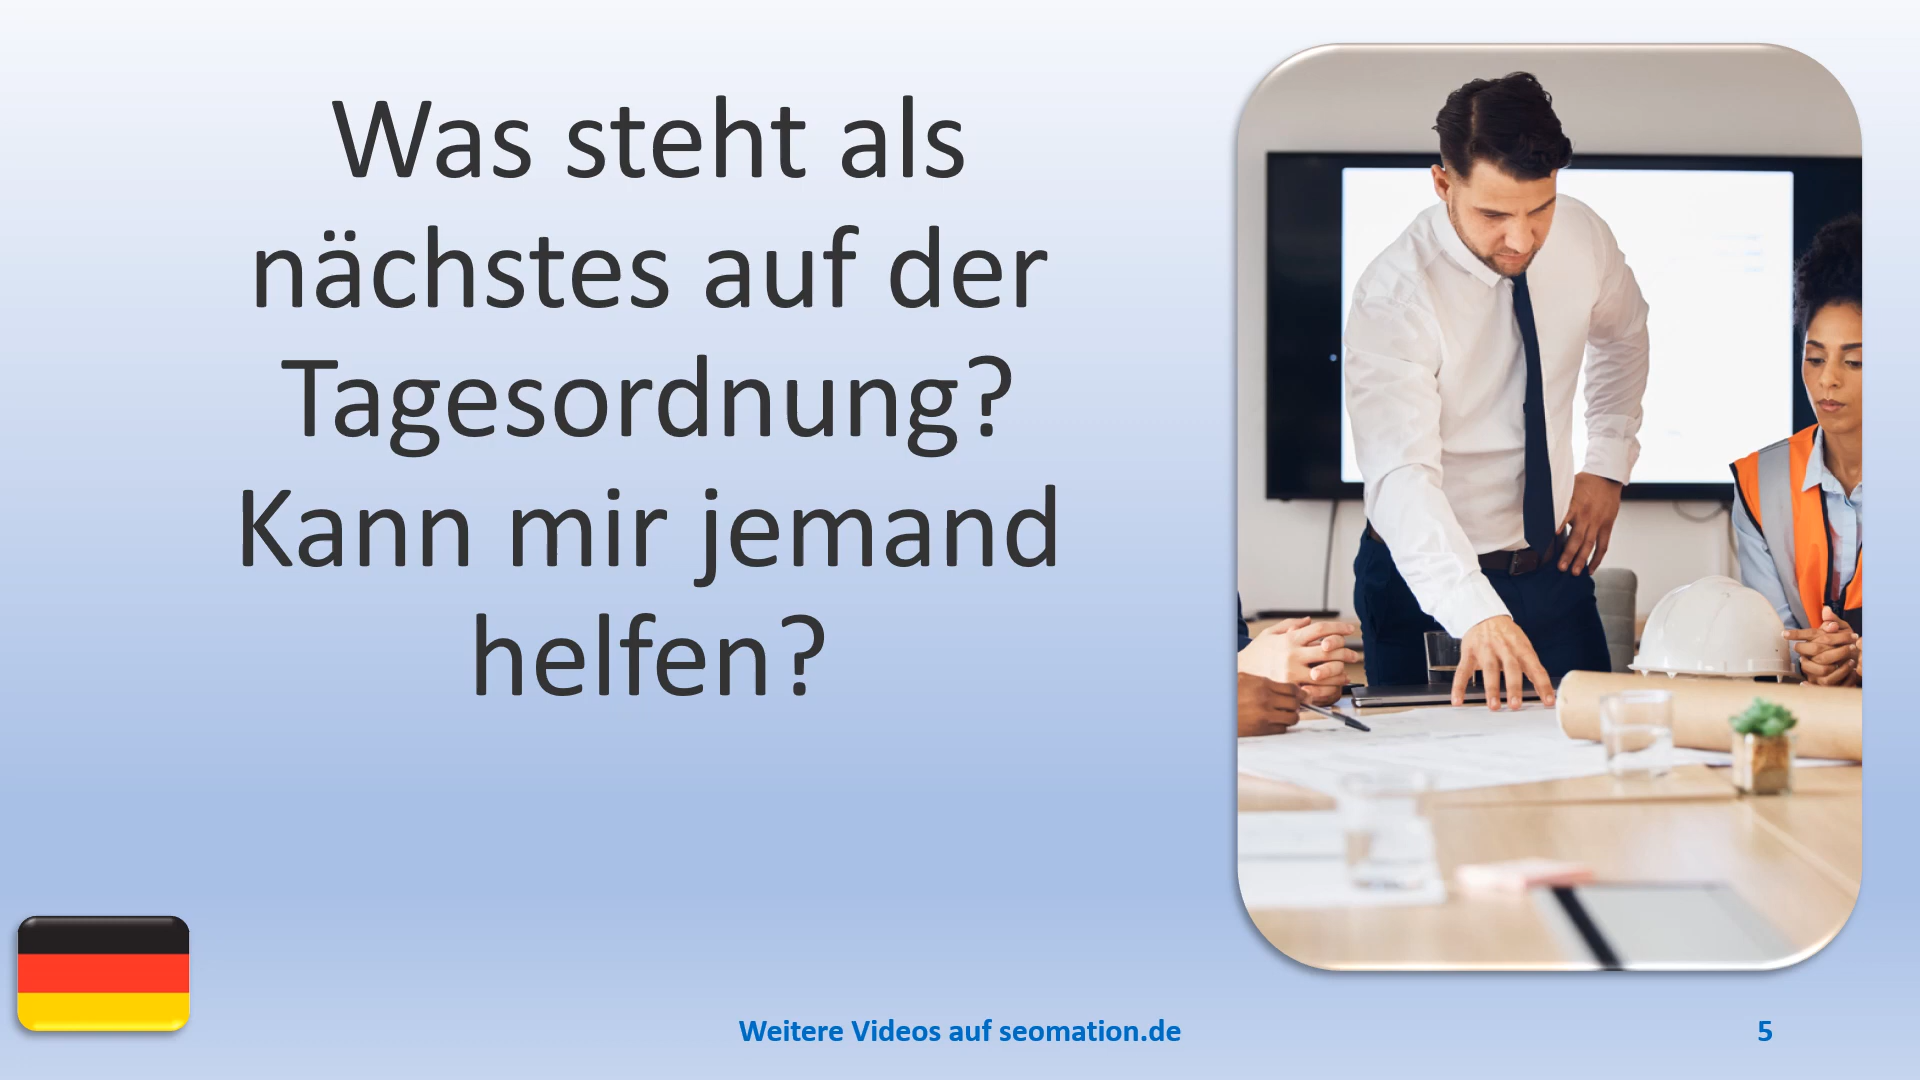 Was steht als
nächstes auf der
Tagesordnung?
Kann mir jemand
helfen?
Weitere Videos auf seomation.de
5